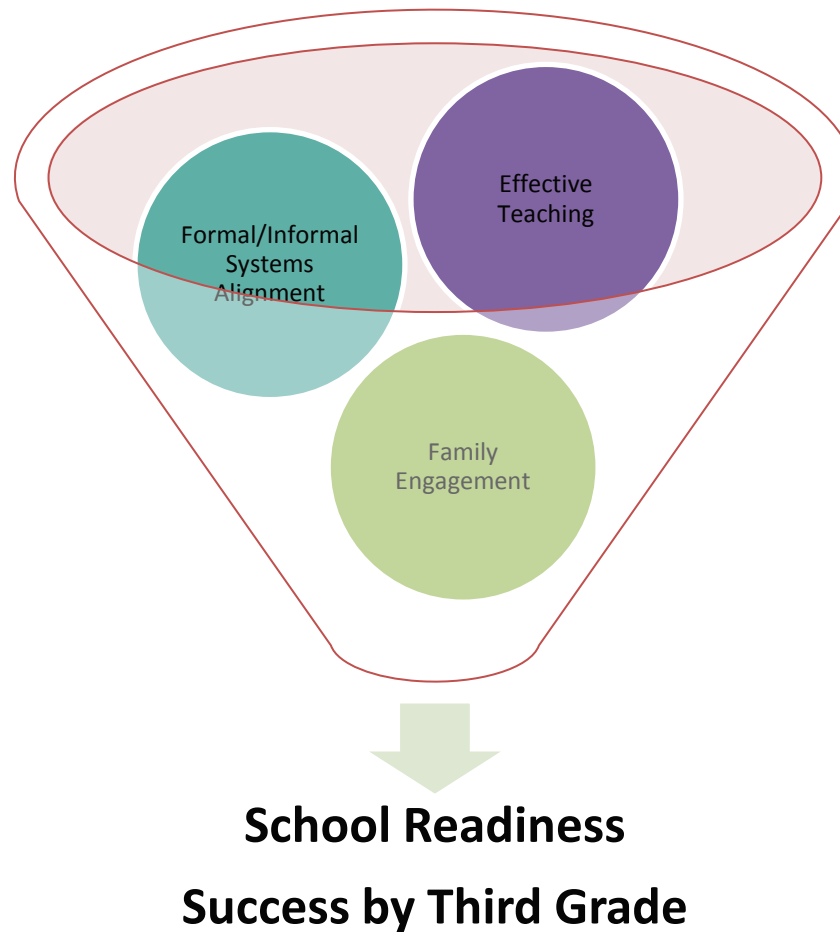 Effective
Teaching
Formal/Informal
Systems
Alignment
Family
Engagement
School Readiness
Success by Third Grade